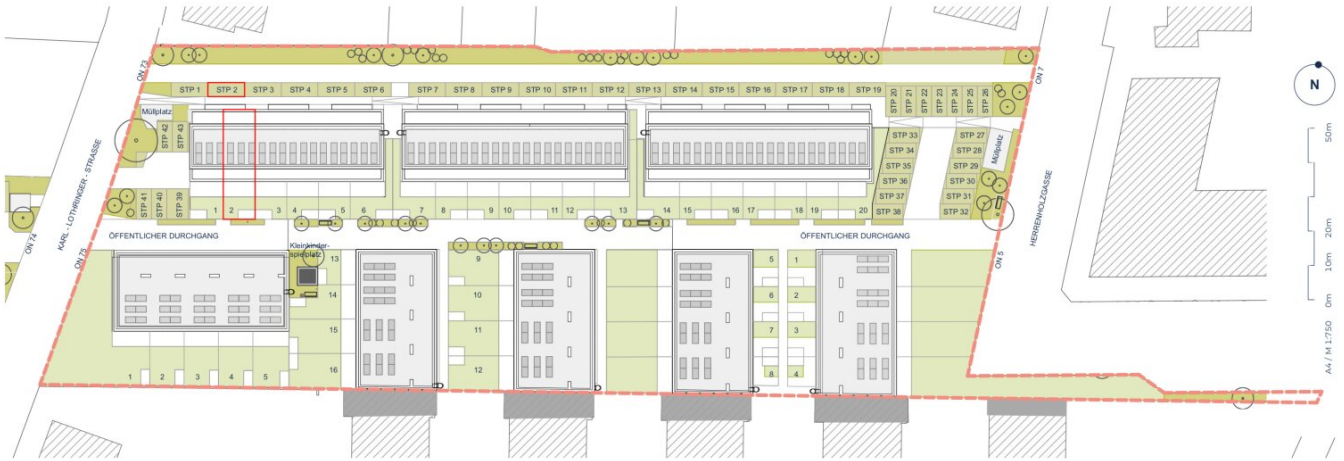 ON 73
STP 1
STP 2
STP 3
STP 4
STP 5
STP 6
STP 7
STP 8
STP 9
STP 10
STP 11
STP 12
STP 13
STP 14
STP 15
STP 16
STP 17
STP 18
STP 19
STP 20
STP 21
STP 22
STP 23
STP 24
STP 25
STP 26
ON 7
N
Müllplatz
STP 42
STP 43
STP 33
STP 34
STP 35
STP 36
STP 37
STP 38
STP 27
STP 28
STP 29
STP 30
STP 31
STP 32
Müllplatz
KARL - LOTHRINGER - STRASSE
HERRENHOLZGASSE
STP 41
STP 40
STP 39
1
2
3
4
5
6
7
8
9
10
11
12
13
14
15
16
17
18
19
20
ON 74
ON 75
ÖFFENTLICHER DURCHGANG
ÖFFENTLICHER DURCHGANG
ON 5
Kleinkinder-
spielplatz
13
14
15
16
9
10
11
12
5
6
7
8
1
2
3
4
1
2
3
4
5
50m
20m
10m
0m
A4 / M 1:750